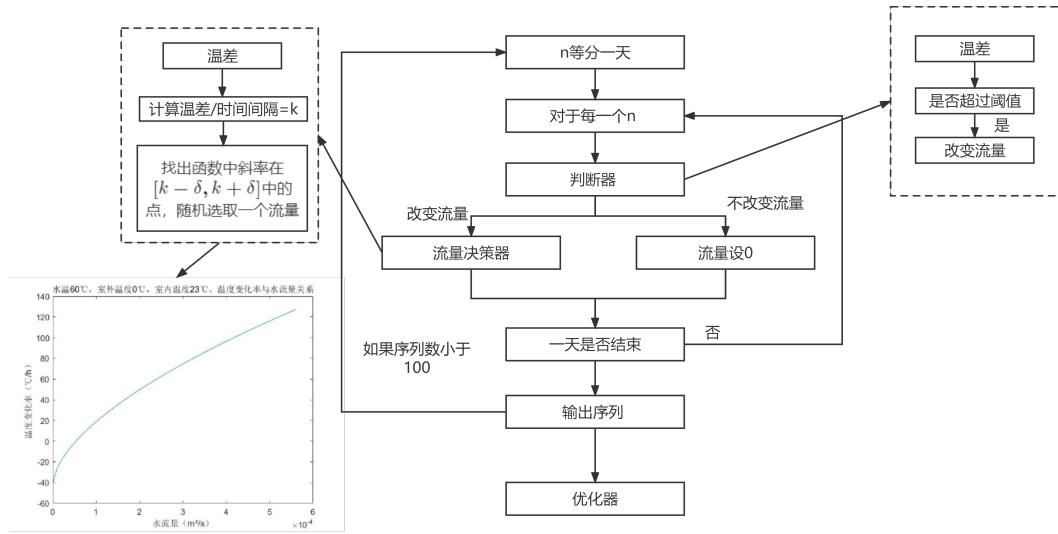 温差
计算温差/时间间隔=k
找出函数中斜率在
[k − δ, k + δ]中的
点，随机选取一个流量
n等分一天
对于每一个n
判断器
改变流量
不改变流量
流量决策器
流量设0
一天是否结束
否
如果序列数小于
100
输出序列
优化器
温差
是否超过阈值
是
改变流量
水温60℃，室外温度0℃，室内温度23℃，温度变化率与水流量关系
温度变化率（℃/h）
140
120
100
80
60
40
20
0
-20
-40
-60
0 1 2 3 4 5 6
水流量（m³/s）
×10⁻⁴